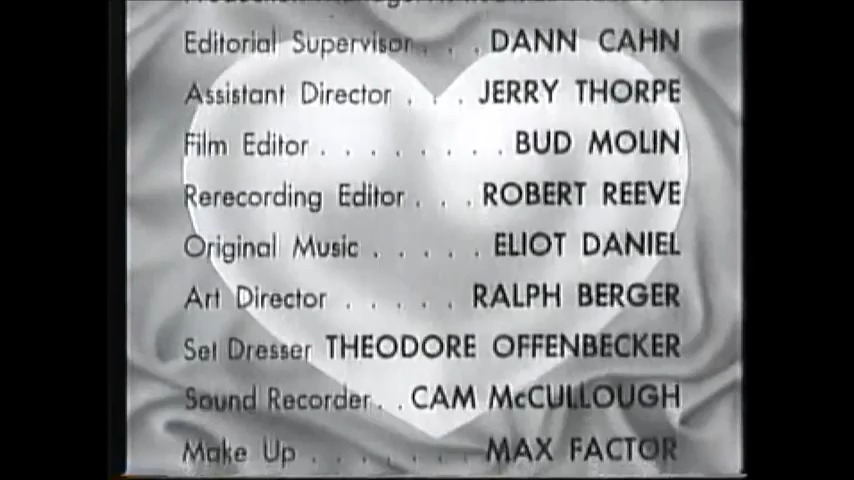 Editorial Supervisor . . . DANN CAHN
Assistant Director . . . JERRY THORPE
Film Editor . . . . . . . . BUD MOLIN
Rerecording Editor . . . ROBERT REEVE
Original Music . . . . . ELIOT DANIEL
Art Director . . . . . RALPH BERGER
Set Dresser THEODORE OFFENBECKER
Sound Recorder . . CAM McCULLOUGH
Make Up . . . . . . . MAX FACTOR